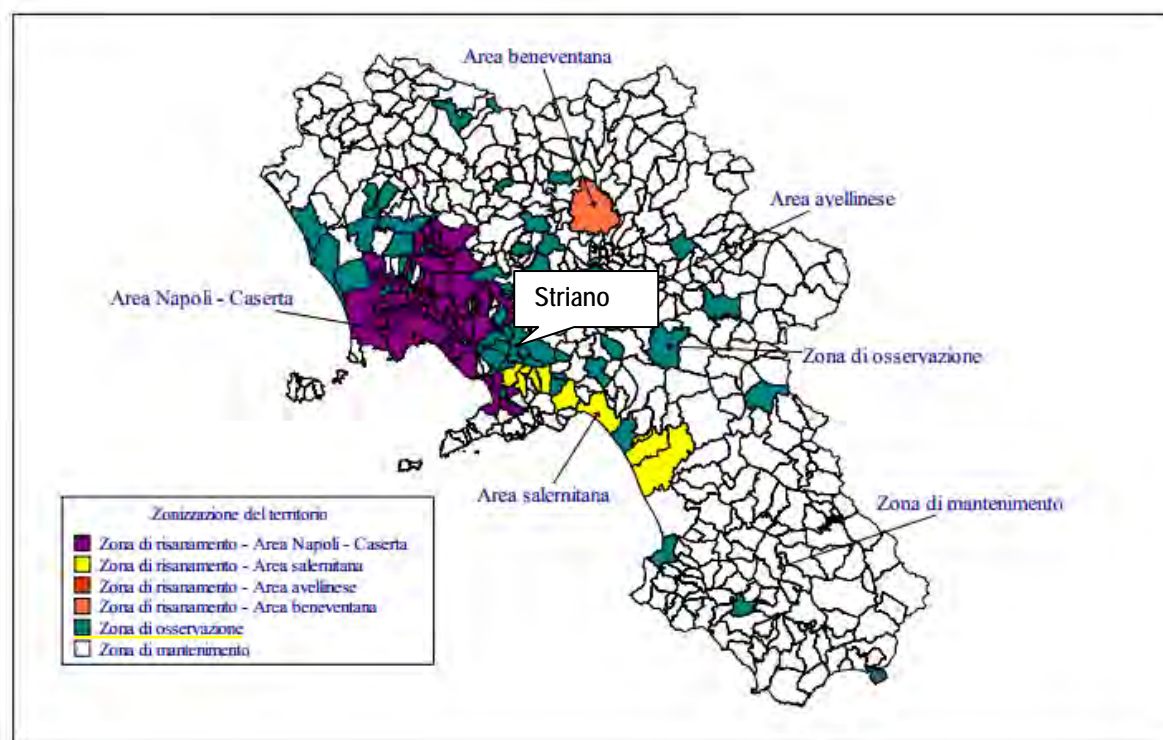 Area beneventana
Area avellinese
Striano
Area Napoli - Caserta
Zona di osservazione
Area salernitana
Zona di mantenimento
Zonizzazione del territorio
Zona di risanamento - Area Napoli - Caserta
Zona di risanamento - Area salernitana
Zona di risanamento - Area avellinese
Zona di risanamento - Area beneventana
Zona di osservazione
Zona di mantenimento